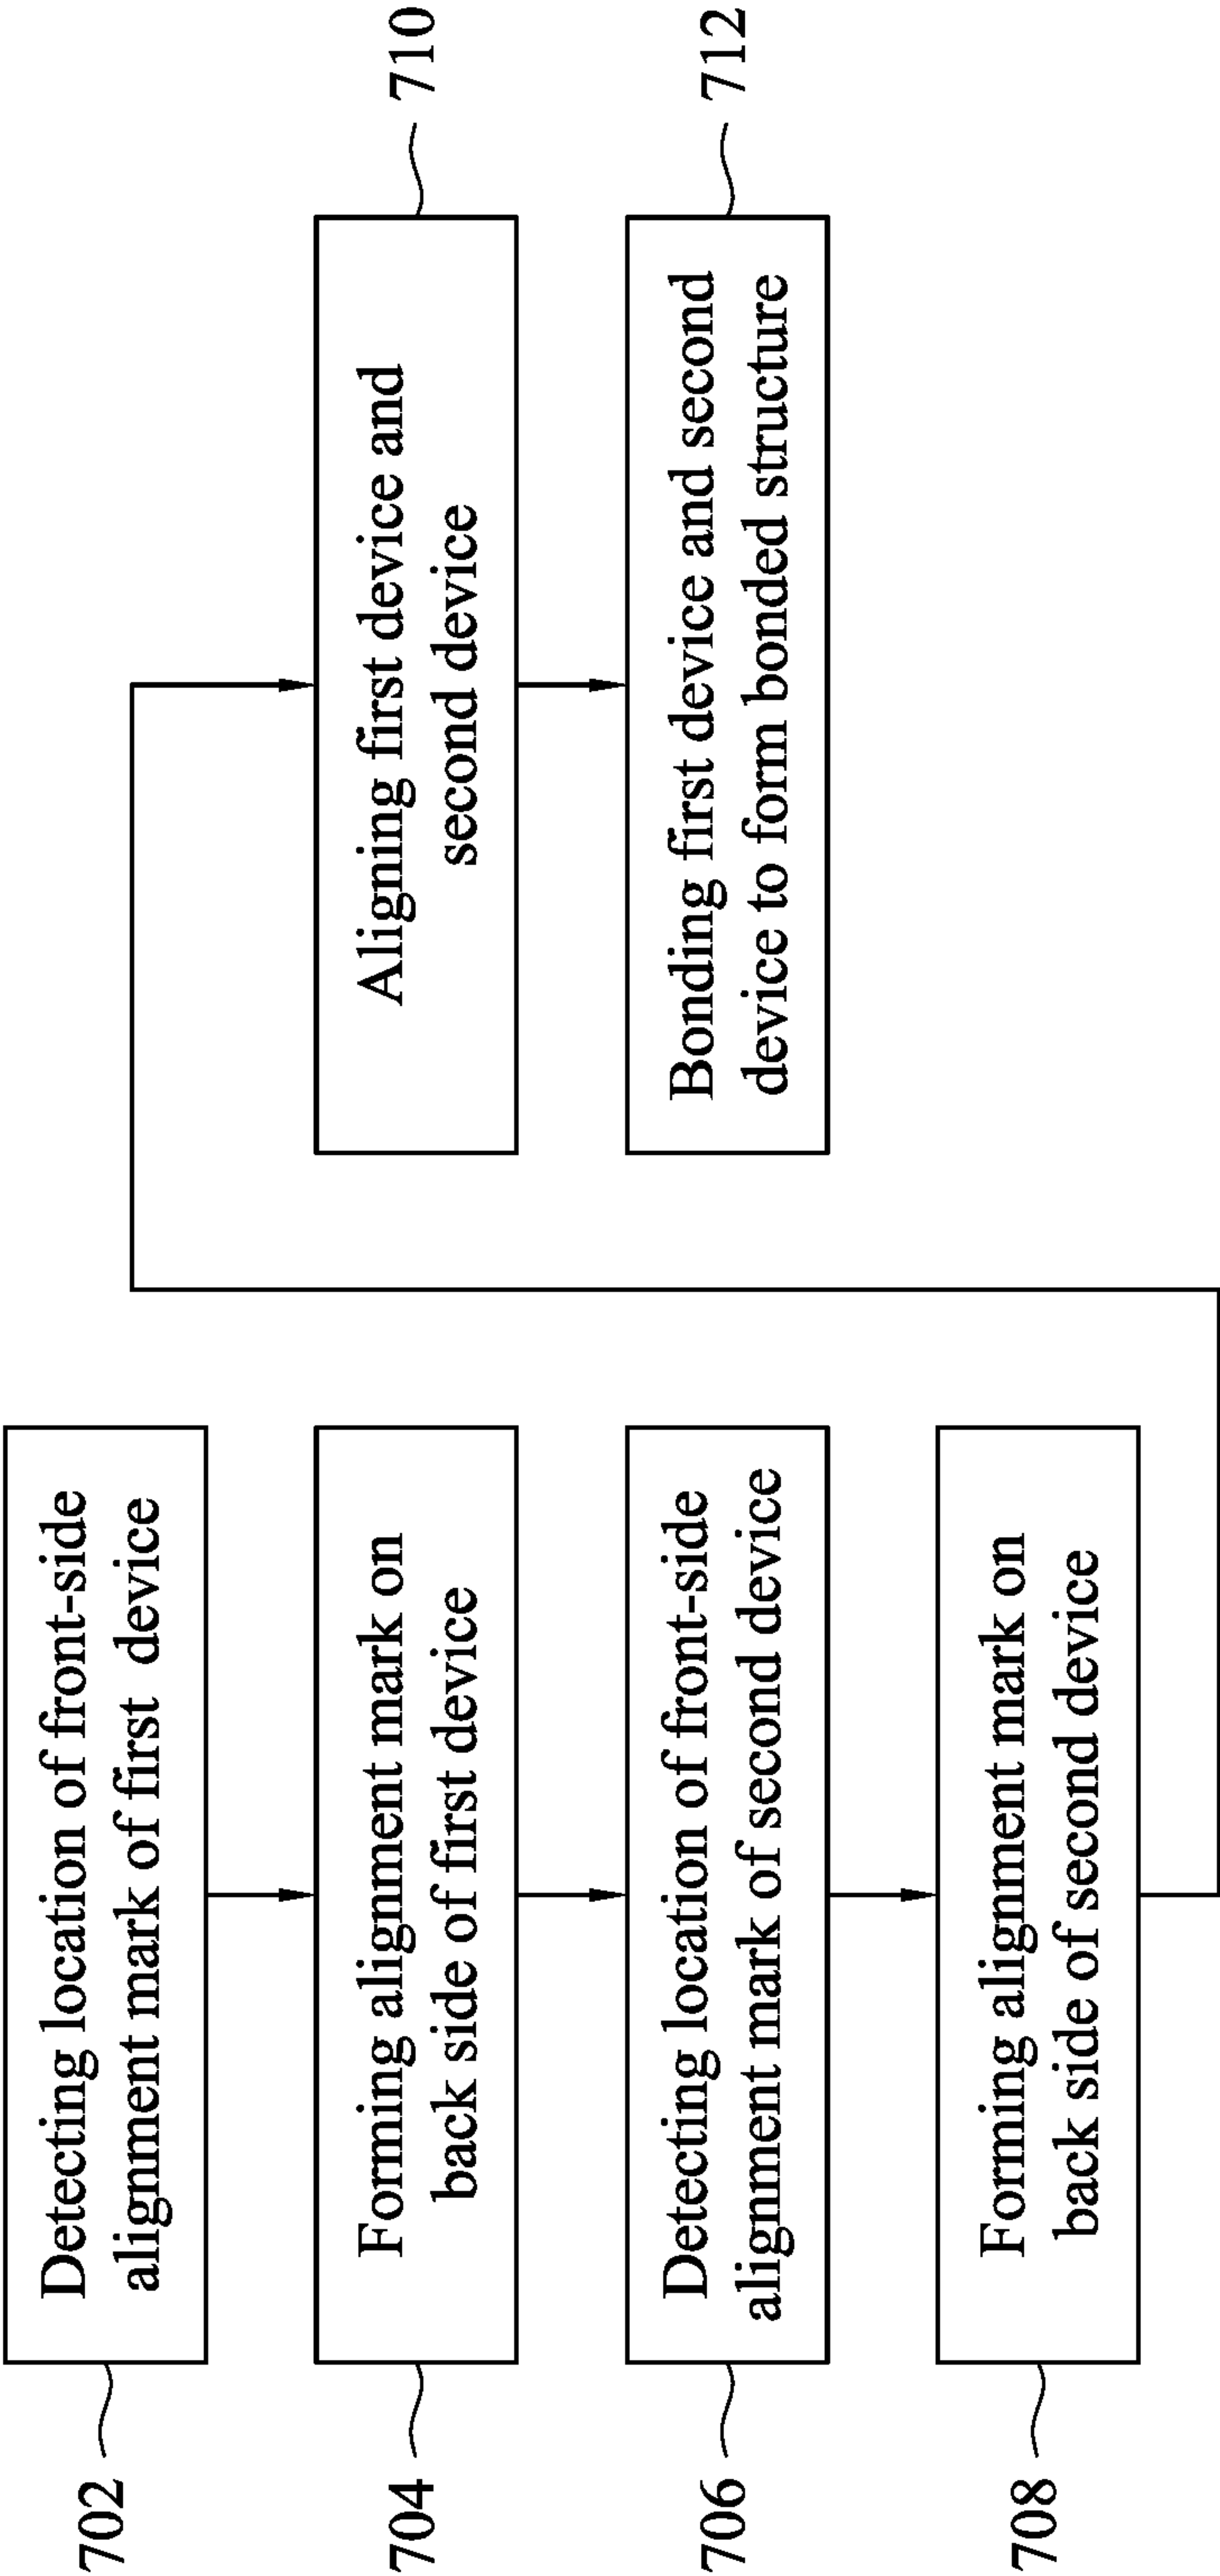 702
Detecting location of front-side
alignment mark of first device
704
Forming alignment mark on
back side of first device
706
Detecting location of front-side
alignment mark of second device
708
Forming alignment mark on
back side of second device
Aligning first device and
second device
710
Bonding first device and second
device to form bonded structure
712